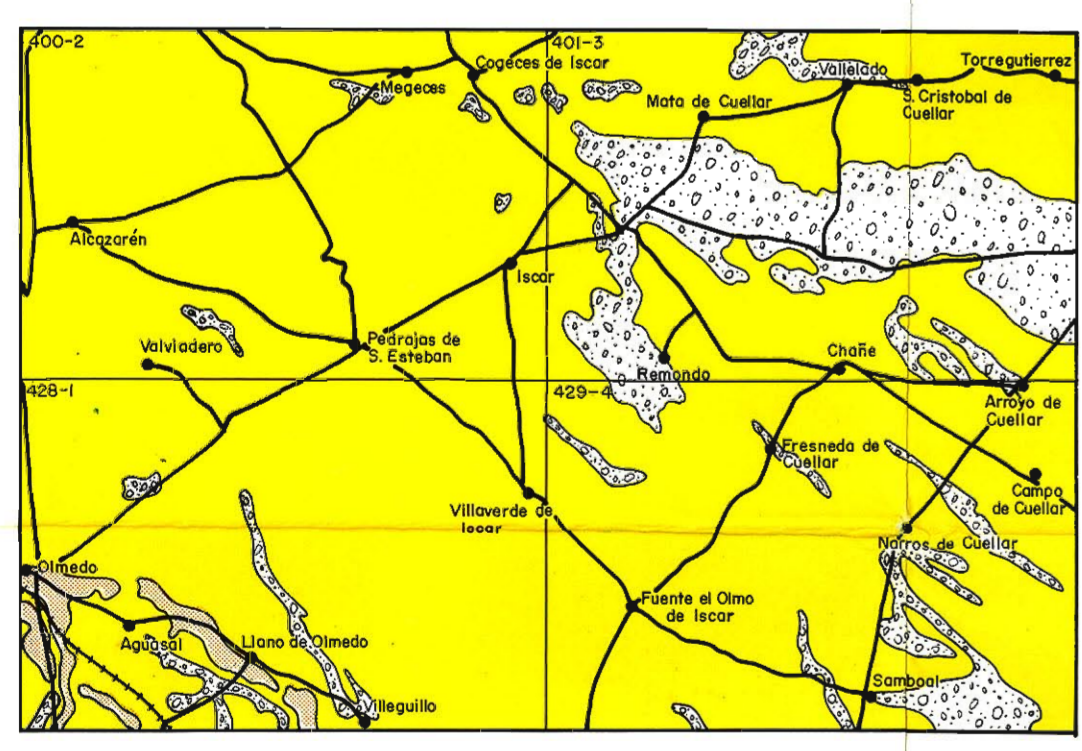 400-2
401-3
Cogeces de Iscar
Megeces
Vallelado
Torregutierrez
S. Cristobal de
Cuellar
Mata de Cuellar
Alcazarén
Iscar
Pedrajas de
S. Esteban
Valviadero
Remondo
Chañe
Arroyo de
Cuellar
428-1
429-4
Fresneda de
Cuellar
Campo
de Cuellar
Villaverde de
Iscar
Narros de Cuellar
Olmedo
Fuente el Olmo
de Iscar
Aguasal
Llano de Olmedo
Samboal
Villeguillo